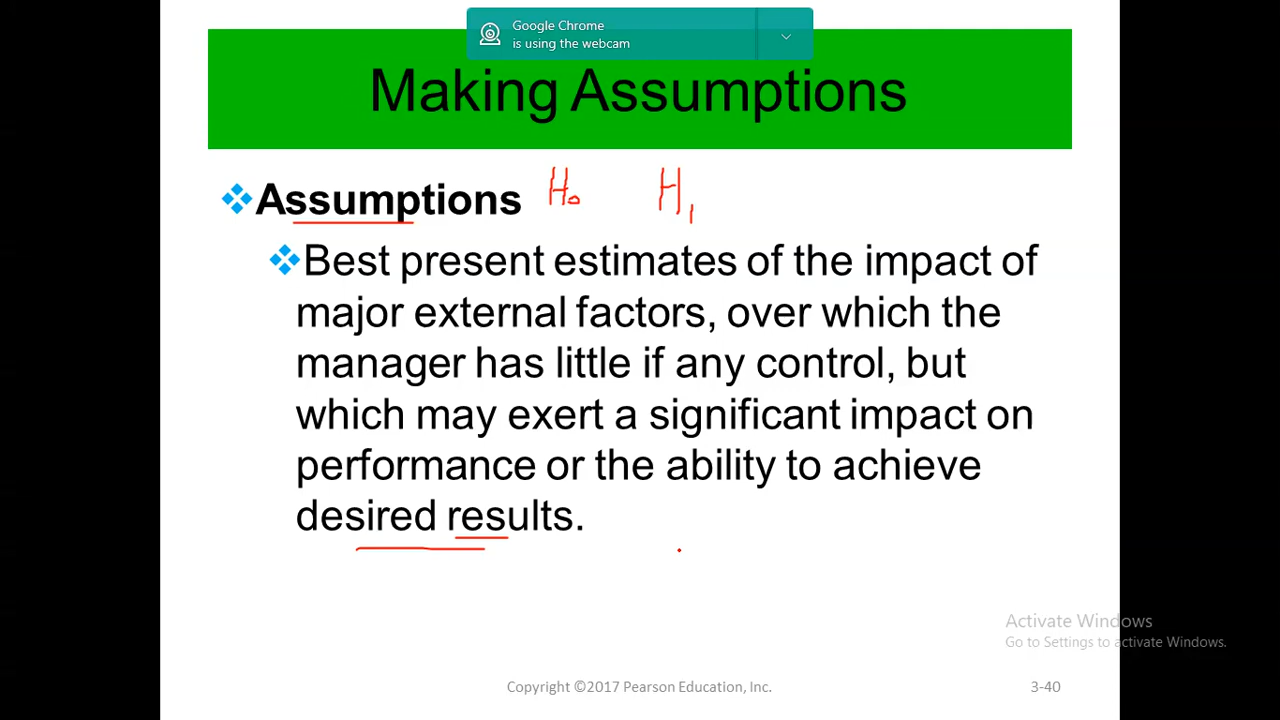 Google Chrome
is using the webcam
Making Assumptions
Assumptions H₀ H₁
Best present estimates of the impact of
major external factors, over which the
manager has little if any control, but
which may exert a significant impact on
performance or the ability to achieve
desired results.
Activate Windows
Go to Settings to activate Windows.
Copyright ©2017 Pearson Education, Inc.
3-40